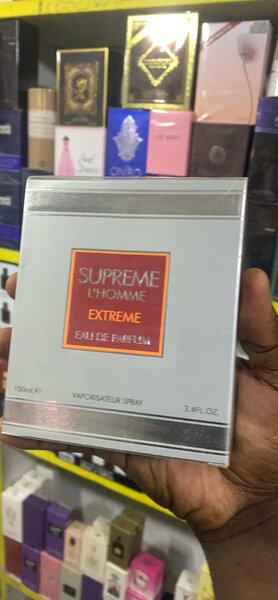 SUPREME
L'HOMME
EXTREME
EAU DE PARFUM
100ml e
VAPORISATEUR SPRAY
3.4FL.OZ.